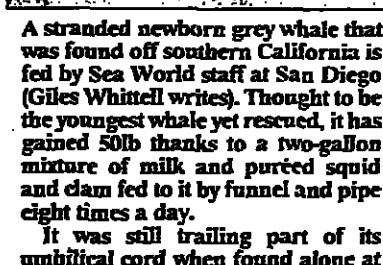 A stranded newborn grey whale that
was found off southern California is
fed by Sea World staff at San Diego
(Giles Whittell writes). Thought to be
the youngest whale yet rescued, it has
gained 50lb thanks to a two-gallon
mixture of milk and puréed squid
and clam fed to it by funnel and pipe
eight times a day.
It was still trailing part of its
umbilical cord when found alone at